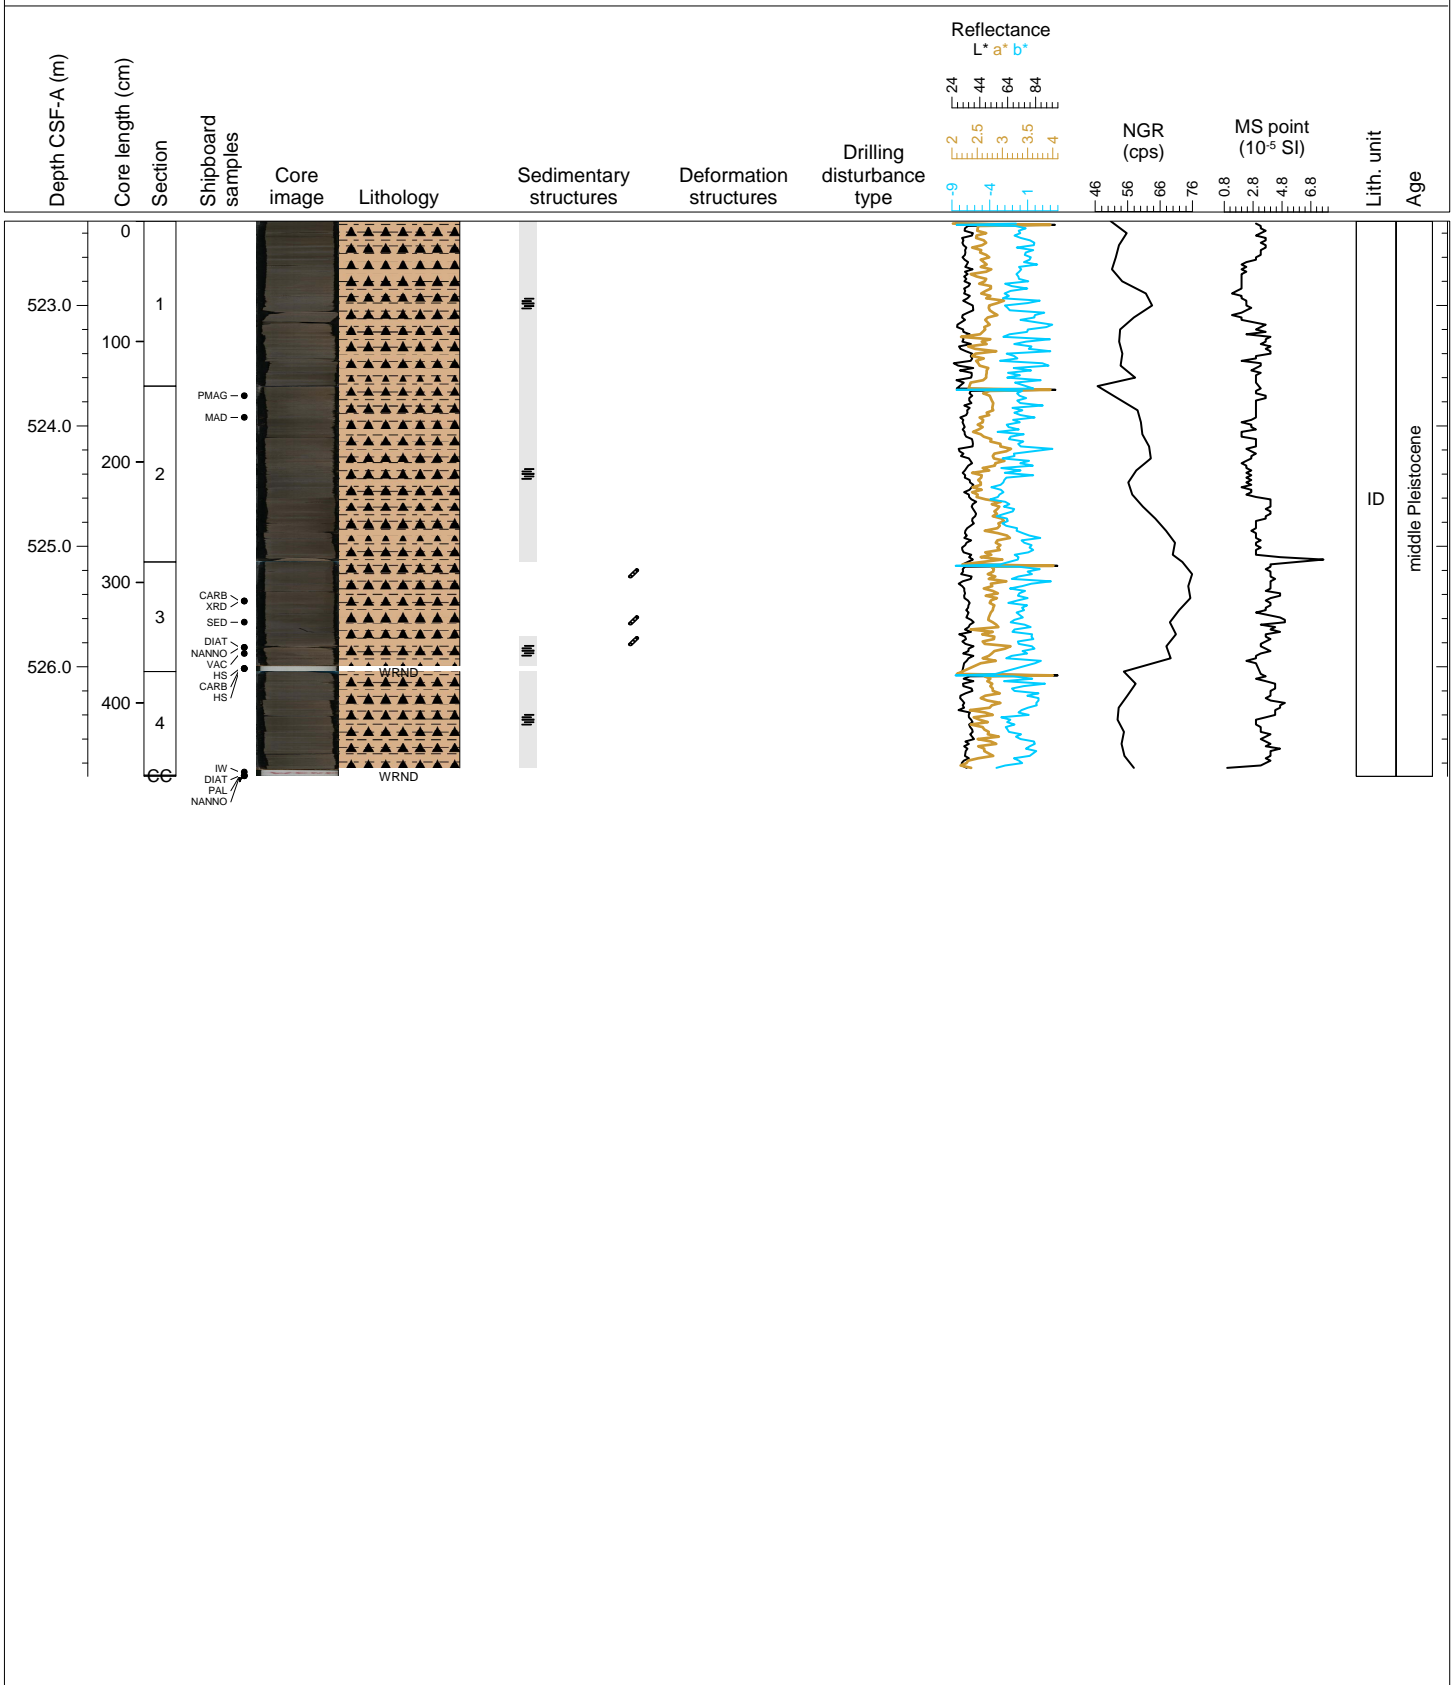 Depth CSF-A (m)
Core length (cm)
Section
Shipboard
samples
Core
image
Lithology
Sedimentary
structures
Deformation
structures
Drilling
disturbance
type
Reflectance
L* a* b*
24 44 64 84
2 2.5 3 3.5 4
-9 -4 1
NGR
(cps)
46 56 66 76
MS point
(10-5 SI)
0.8 2.8 4.8 6.8
Lith. unit
Age
0
523.0
1
100
PMAG
MAD
524.0
200
2
ID
middle Pleistocene
525.0
300
CARB
XRD
3
SED
DIAT
NANNO
VAC
526.0
HS
WRND
CARB
HS
400
4
IW
CC
DIAT
WRND
PAL
NANNO